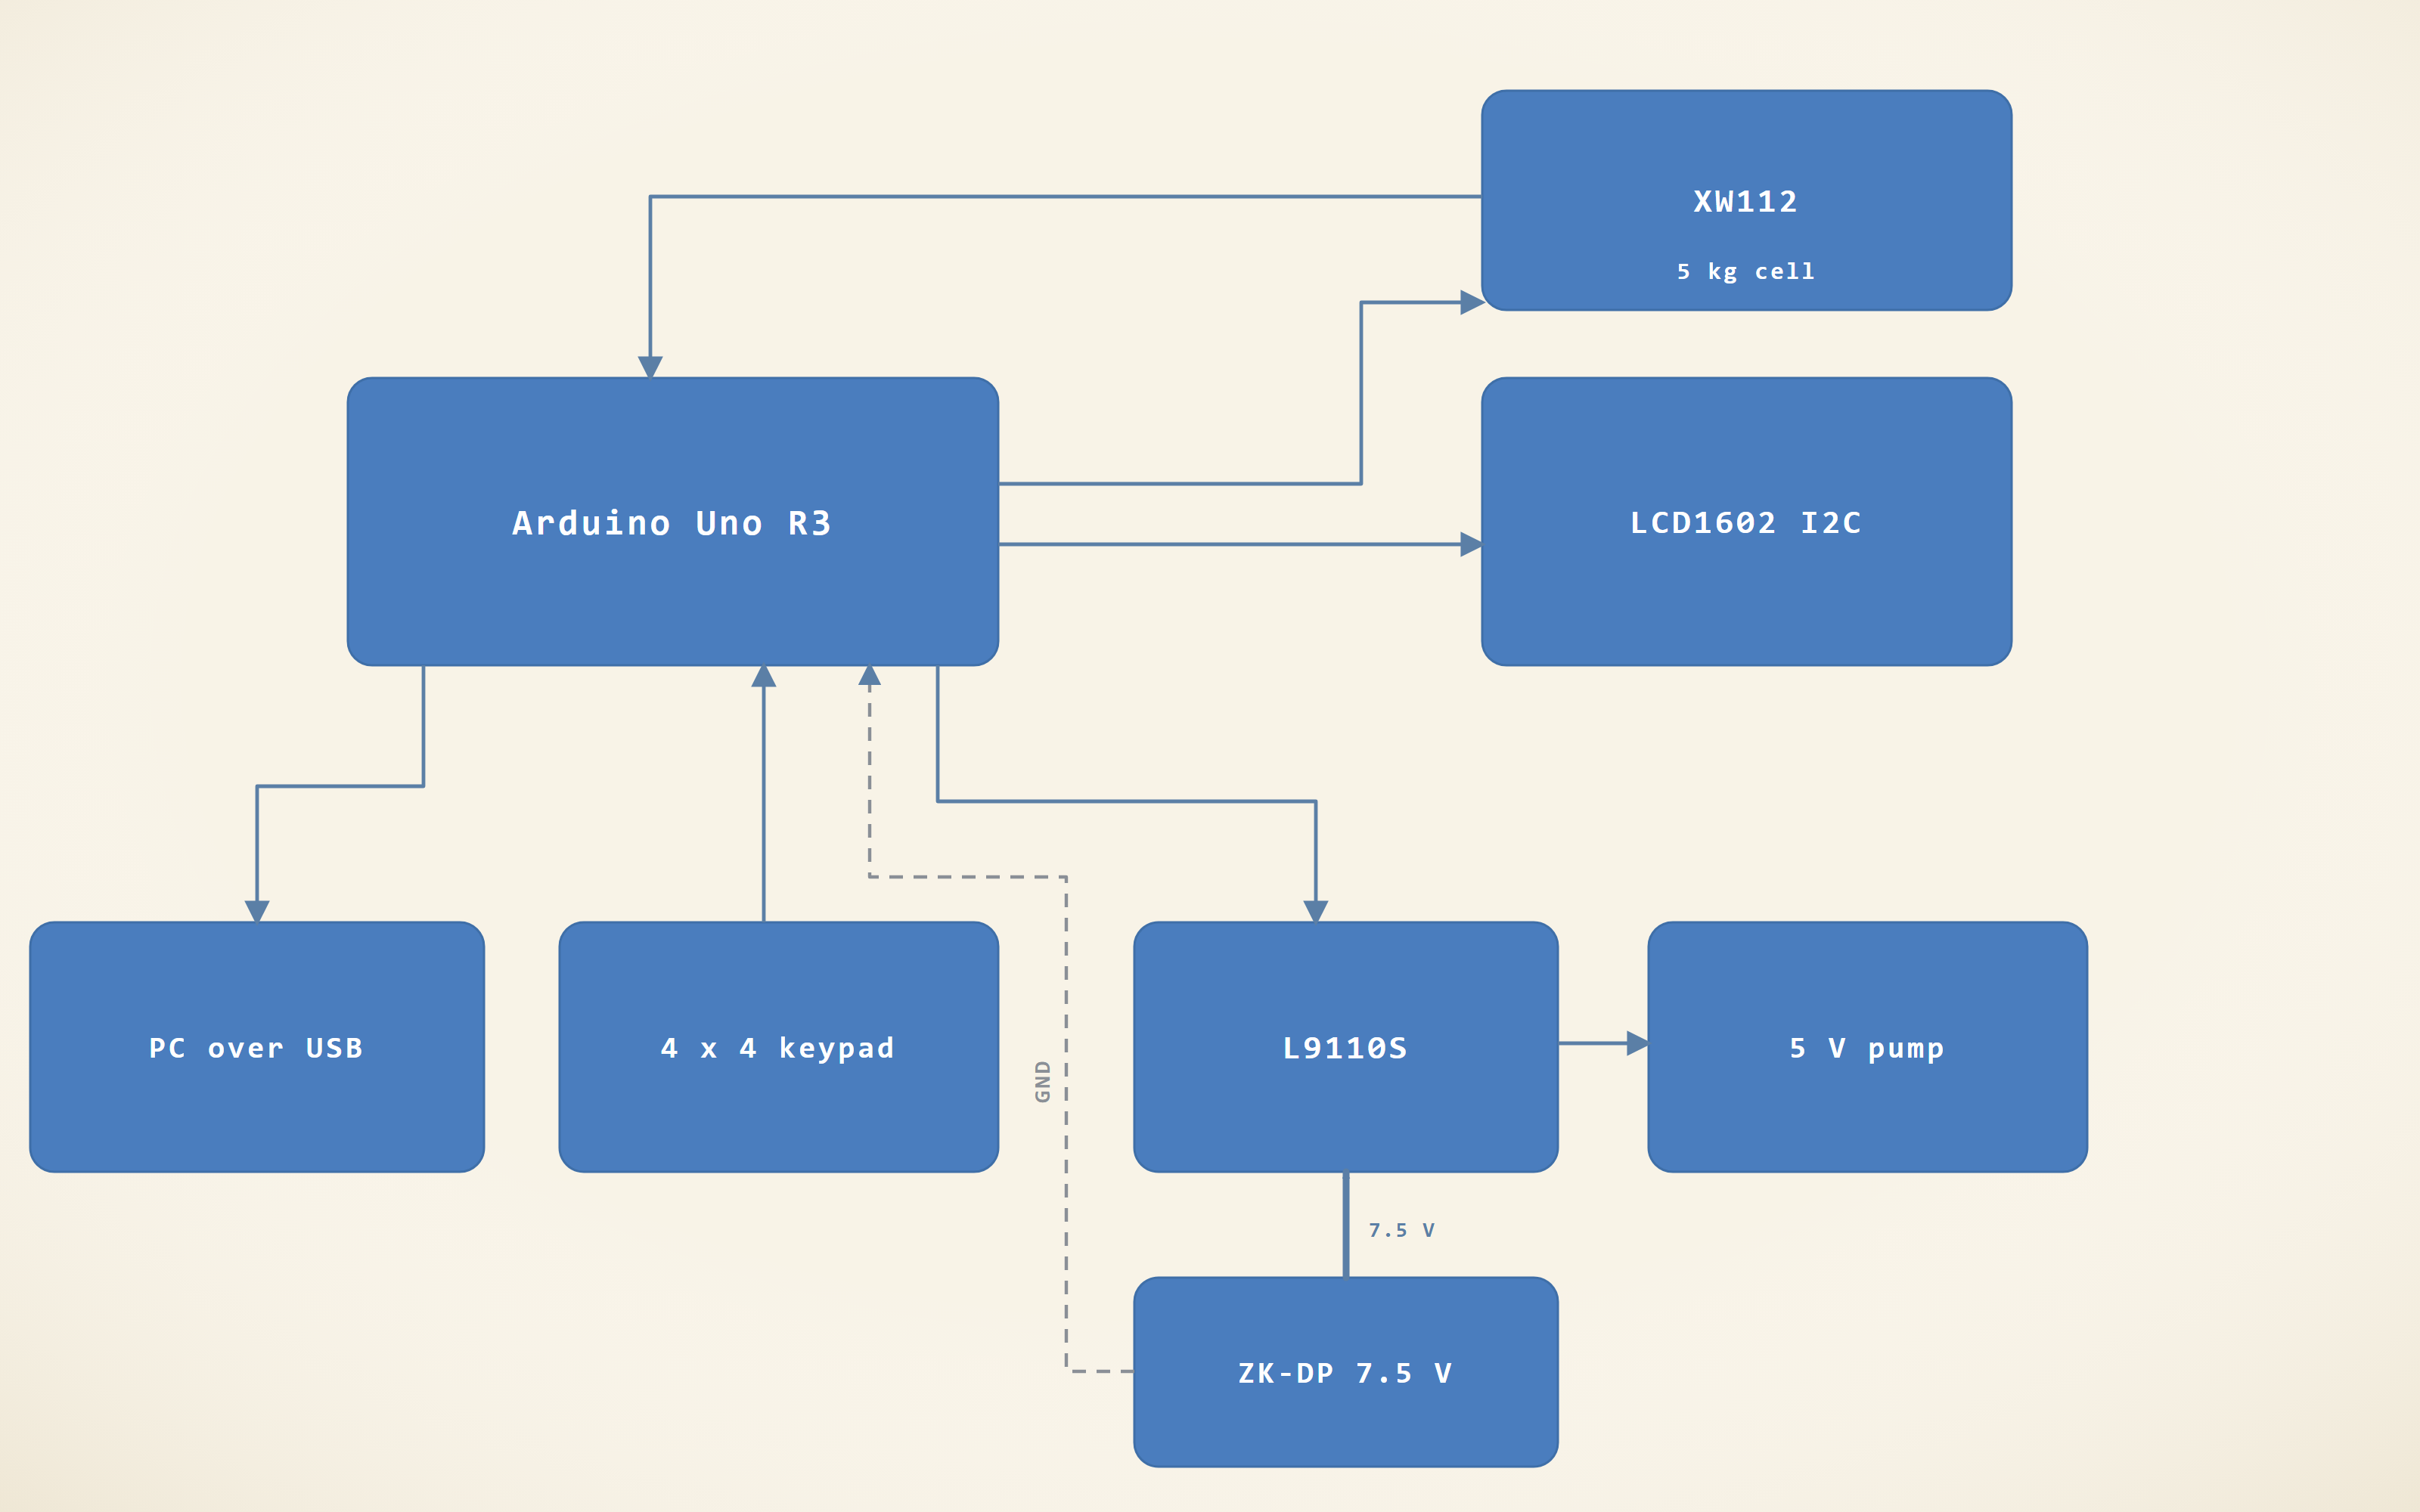 XW112
5 kg cell
Arduino Uno R3
LCD1602 I2C
PC over USB
4 x 4 keypad
GND
L9110S
5 V pump
7.5 V
ZK-DP 7.5 V